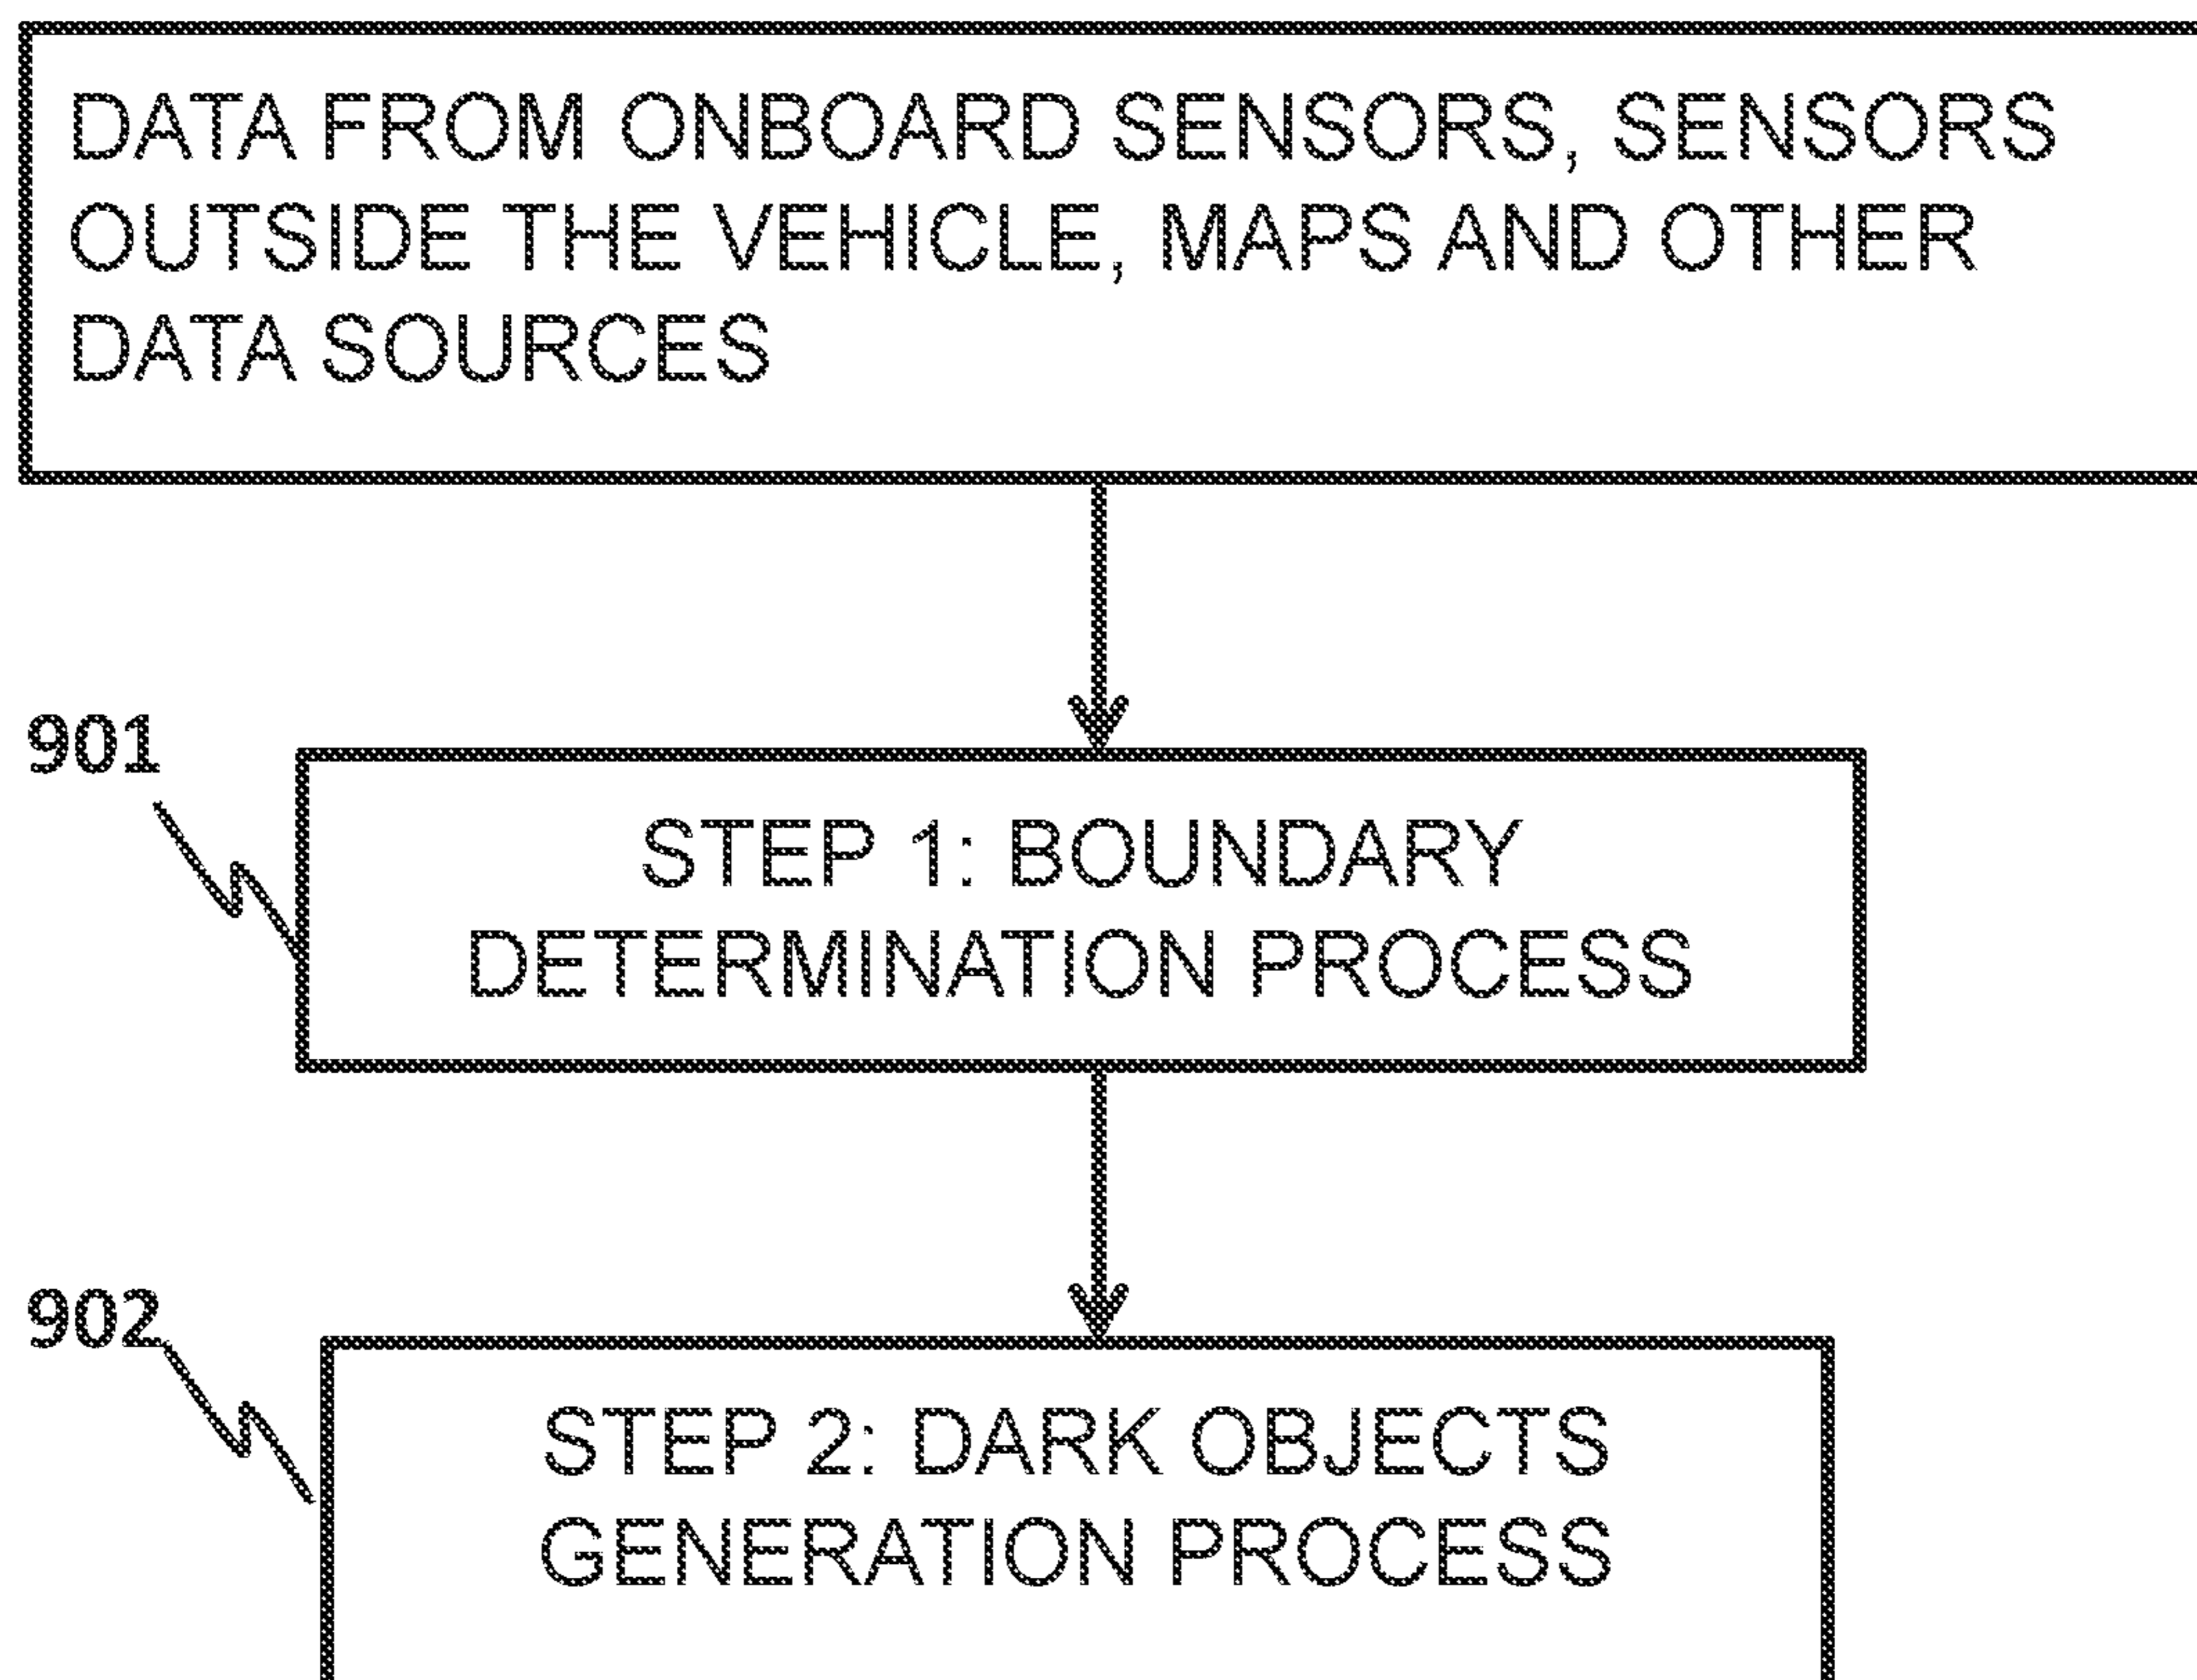 DATA FROM ONBOARD SENSORS, SENSORS
OUTSIDE THE VEHICLE, MAPS AND OTHER
DATA SOURCES
901
STEP 1: BOUNDARY
DETERMINATION PROCESS
902
STEP 2: DARK OBJECTS
GENERATION PROCESS